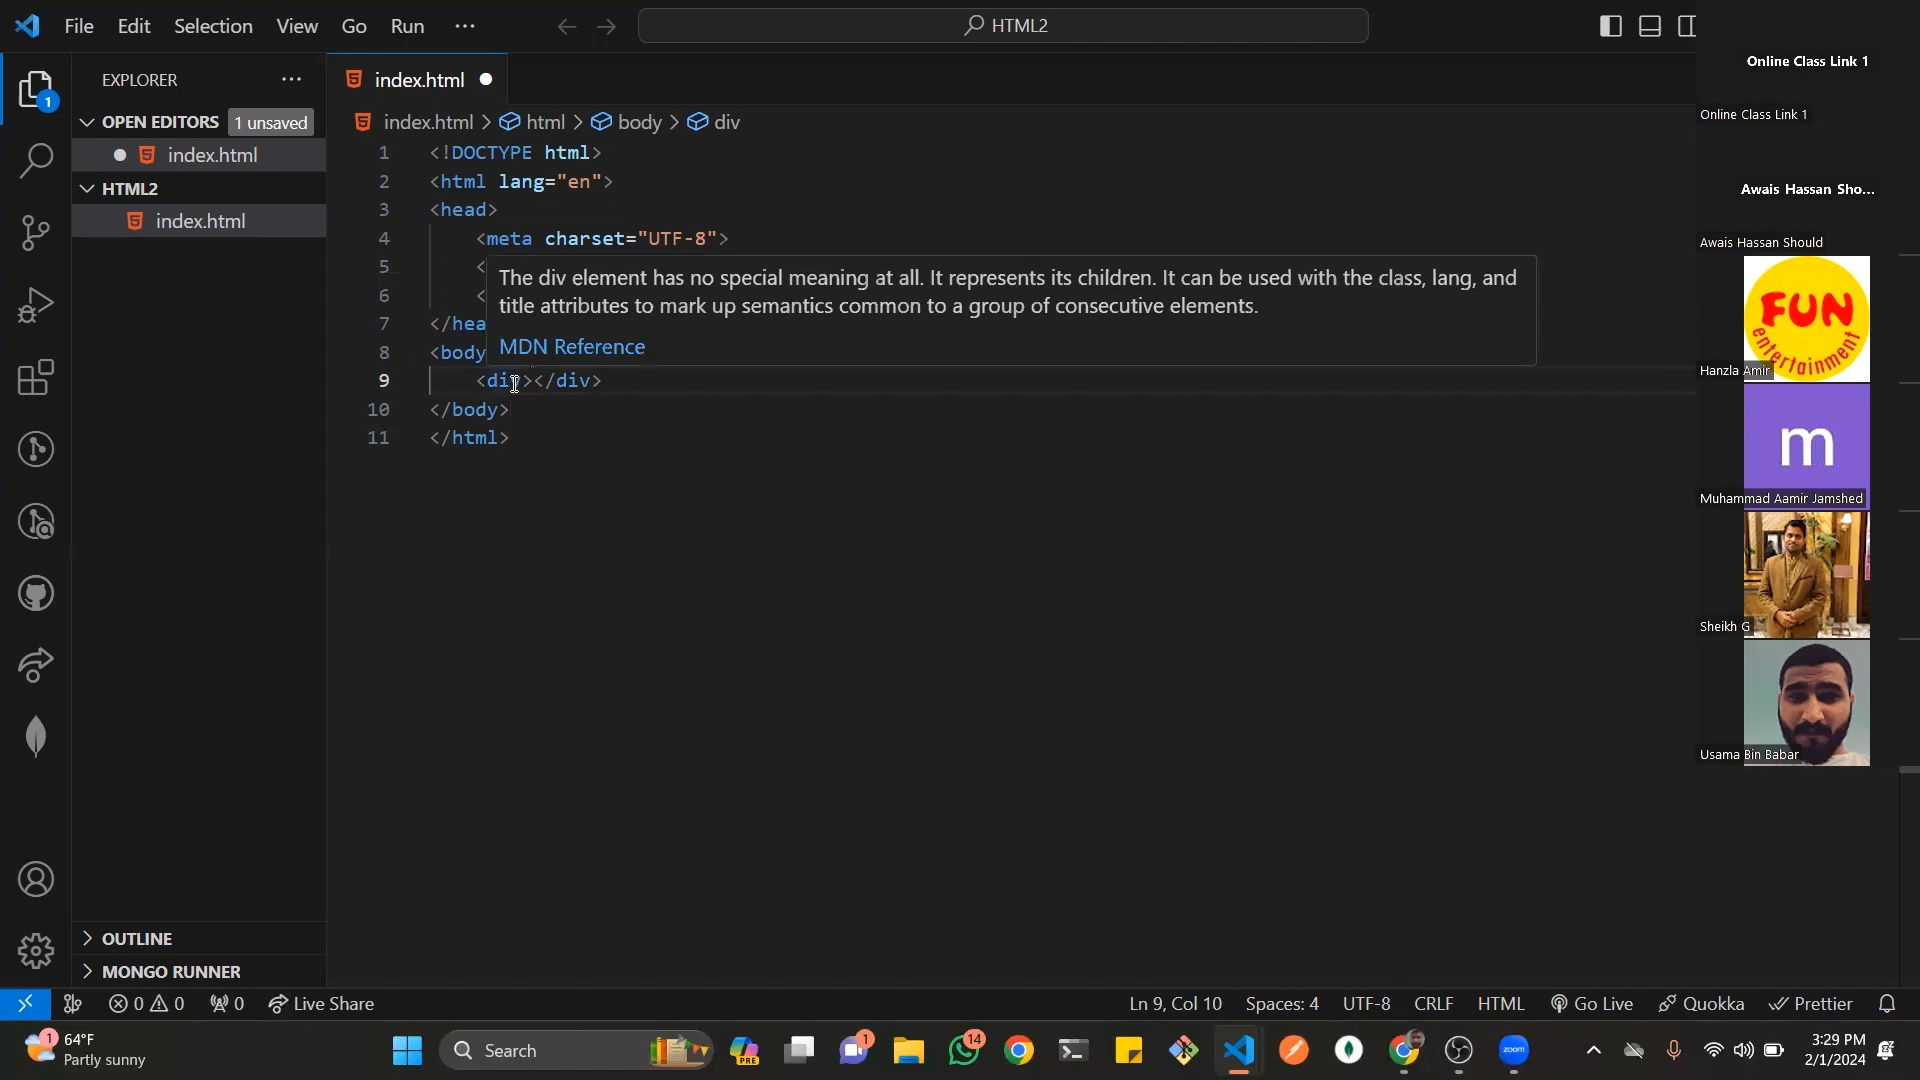 File Edit Selection View Go Run ···
HTML2
EXPLORER ···
OPEN EDITORS 1 unsaved
index.html
HTML2
index.html
index.html
index.html > html > body > div
1 <!DOCTYPE html>
2 <html lang="en">
3 <head>
4 <meta charset="UTF-8">
5 <
6 <
The div element has no special meaning at all. It represents its children. It can be used with the class, lang, and
title attributes to mark up semantics common to a group of consecutive elements.
MDN Reference
7 </hea
8 <body
9 <div></div>
10 </body>
11 </html>
1
OUTLINE
MONGO RUNNER
Online Class Link 1
Online Class Link 1
Awais Hassan Sho...
Awais Hassan Should
FUN
entertainment
Hanzla Amir
m
Muhammad Aamir Jamshed
Sheikh G
Usama Bin Babar
0 0 0 Live Share
Ln 9, Col 10 Spaces: 4 UTF-8 CRLF HTML Go Live Quokka Prettier
1 64°F
Partly sunny
Search
PRE
1
14
zoom
3:29 PM
2/1/2024